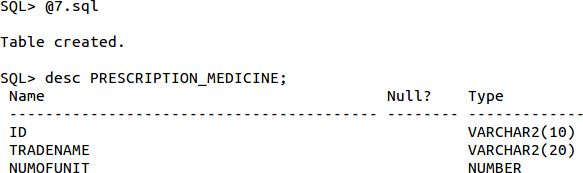 SQL> @7.sql
Table created.
SQL> desc PRESCRIPTION_MEDICINE;
Name Null? Type
----------------------------------------- -------- -------------
ID VARCHAR2(10)
TRADENAME VARCHAR2(20)
NUMOFUNIT NUMBER